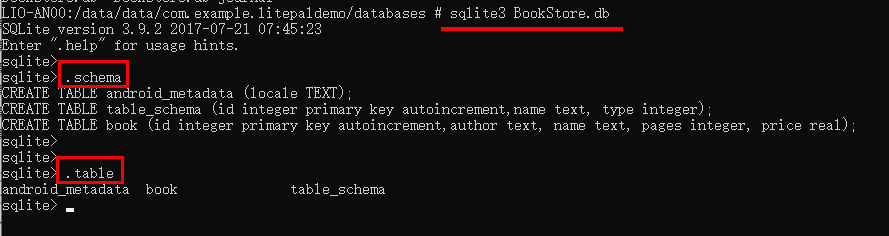 LIO-AN00:/data/data/com.example.litepaldemo/databases # sqlite3 BookStore.db
SQLite version 3.9.2 2017-07-21 07:45:23
Enter ".help" for usage hints.
sqlite>
sqlite> .schema
CREATE TABLE android_metadata (locale TEXT);
CREATE TABLE table_schema (id integer primary key autoincrement,name text, type integer);
CREATE TABLE book (id integer primary key autoincrement,author text, name text, pages integer, price real);
sqlite>
sqlite>
sqlite> .table
android_metadata  book              table_schema
sqlite>